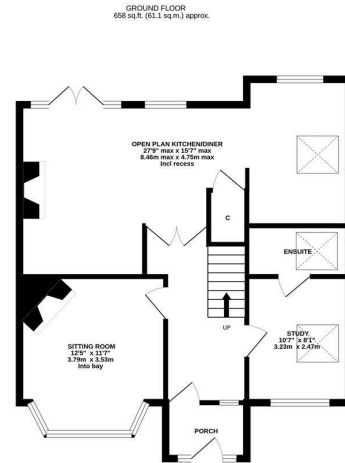 GROUND FLOOR
658 sq.ft. (61.1 sq.m.) approx.
OPEN PLAN KITCHEN/DINER
27'9" max x 15'7" max
8.46m max x 4.75m max
Incl recess
C
ENSUITE
SITTING ROOM
12'5" x 11'7"
3.79m x 3.53m
Into bay
UP
STUDY
10'7" x 8'1"
3.23m x 2.47m
PORCH